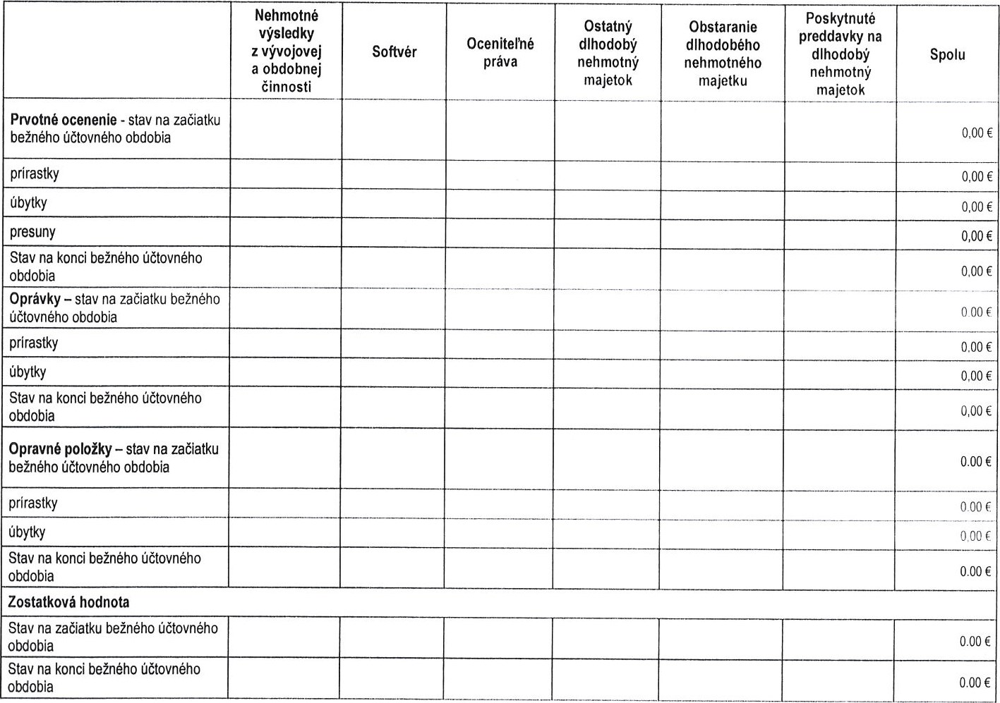 Nehmotné
výsledky
z vývojovej
a obdobnej
činnosti
Softvér
Oceniteľné
práva
Ostatný
dlhodobý
nehmotný
majetok
Obstaranie
dlhodobého
nehmotného
majetku
Poskytnuté
preddavky na
dlhodobý
nehmotný
majetok
Spolu
Prvotné ocenenie - stav na začiatku
bežného účtovného obdobia
0,00 €
prírastky
0,00 €
úbytky
0,00 €
presuny
0,00 €
Stav na konci bežného účtovného
obdobia
0,00 €
Oprávky – stav na začiatku bežného
účtovného obdobia
0.00 €
prírastky
0,00 €
úbytky
0,00 €
Stav na konci bežného účtovného
obdobia
0,00 €
Opravné položky – stav na začiatku
bežného účtovného obdobia
0.00 €
prírastky
0.00 €
úbytky
0,00 €
Stav na konci bežného účtovného
obdobia
0.00 €
Zostatková hodnota
Stav na začiatku bežného účtovného
obdobia
0.00 €
Stav na konci bežného účtovného
obdobia
0.00 €